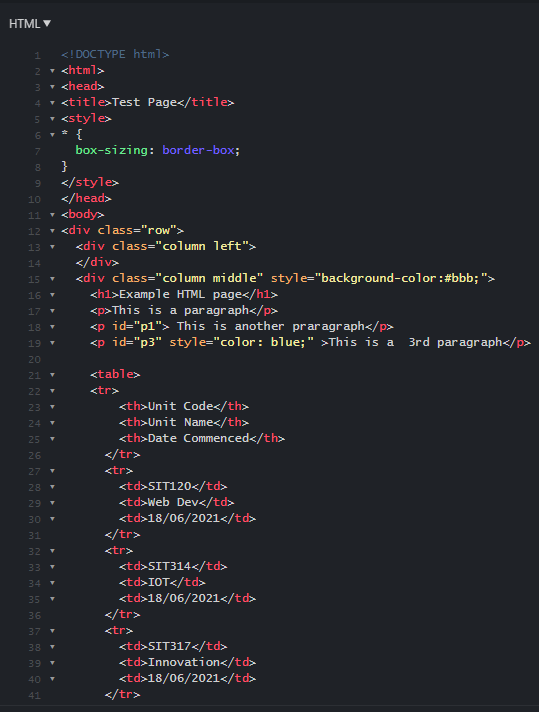 HTML▼
1 <!DOCTYPE html>
2 ▼ <html>
3 ▼ <head>
4 ▼ <title>Test Page</title>
5 ▼ <style>
6 ▼ * {
7   box-sizing: border-box;
8 }
9 </style>
10 </head>
11 ▼ <body>
12 ▼ <div class="row">
13 ▼   <div class="column left">
14   </div>
15 ▼   <div class="column middle" style="background-color:#bbb;">
16 ▼     <h1>Example HTML page</h1>
17 ▼     <p>This is a paragraph</p>
18 ▼     <p id="p1"> This is another praragraph</p>
19 ▼     <p id="p3" style="color: blue;" >This is a  3rd paragraph</p>
20
21 ▼      <table>
22 ▼     <tr>
23 ▼         <th>Unit Code</th>
24 ▼         <th>Unit Name</th>
25 ▼         <th>Date Commenced</th>
26       </tr>
27 ▼       <tr>
28 ▼         <td>SIT120</td>
29 ▼         <td>Web Dev</td>
30 ▼         <td>18/06/2021</td>
31       </tr>
32 ▼       <tr>
33 ▼         <td>SIT314</td>
34 ▼         <td>IOT</td>
35 ▼         <td>18/06/2021</td>
36       </tr>
37 ▼       <tr>
38 ▼         <td>SIT317</td>
39 ▼         <td>Innovation</td>
40 ▼         <td>18/06/2021</td>
41       </tr>